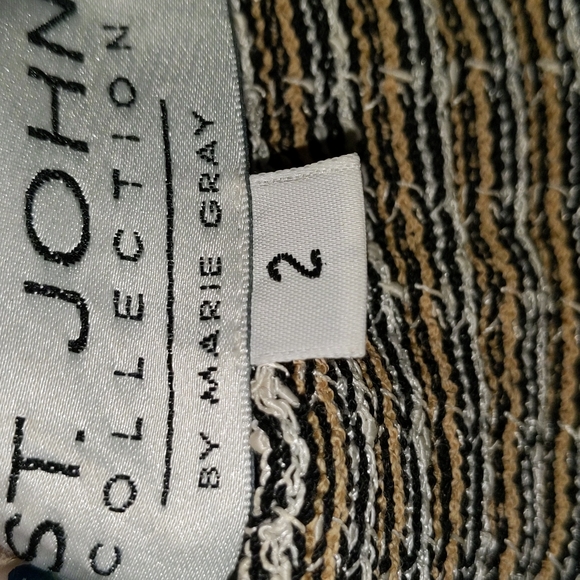 ST. JOHN
COLLECTION
BY MARIE GRAY
2